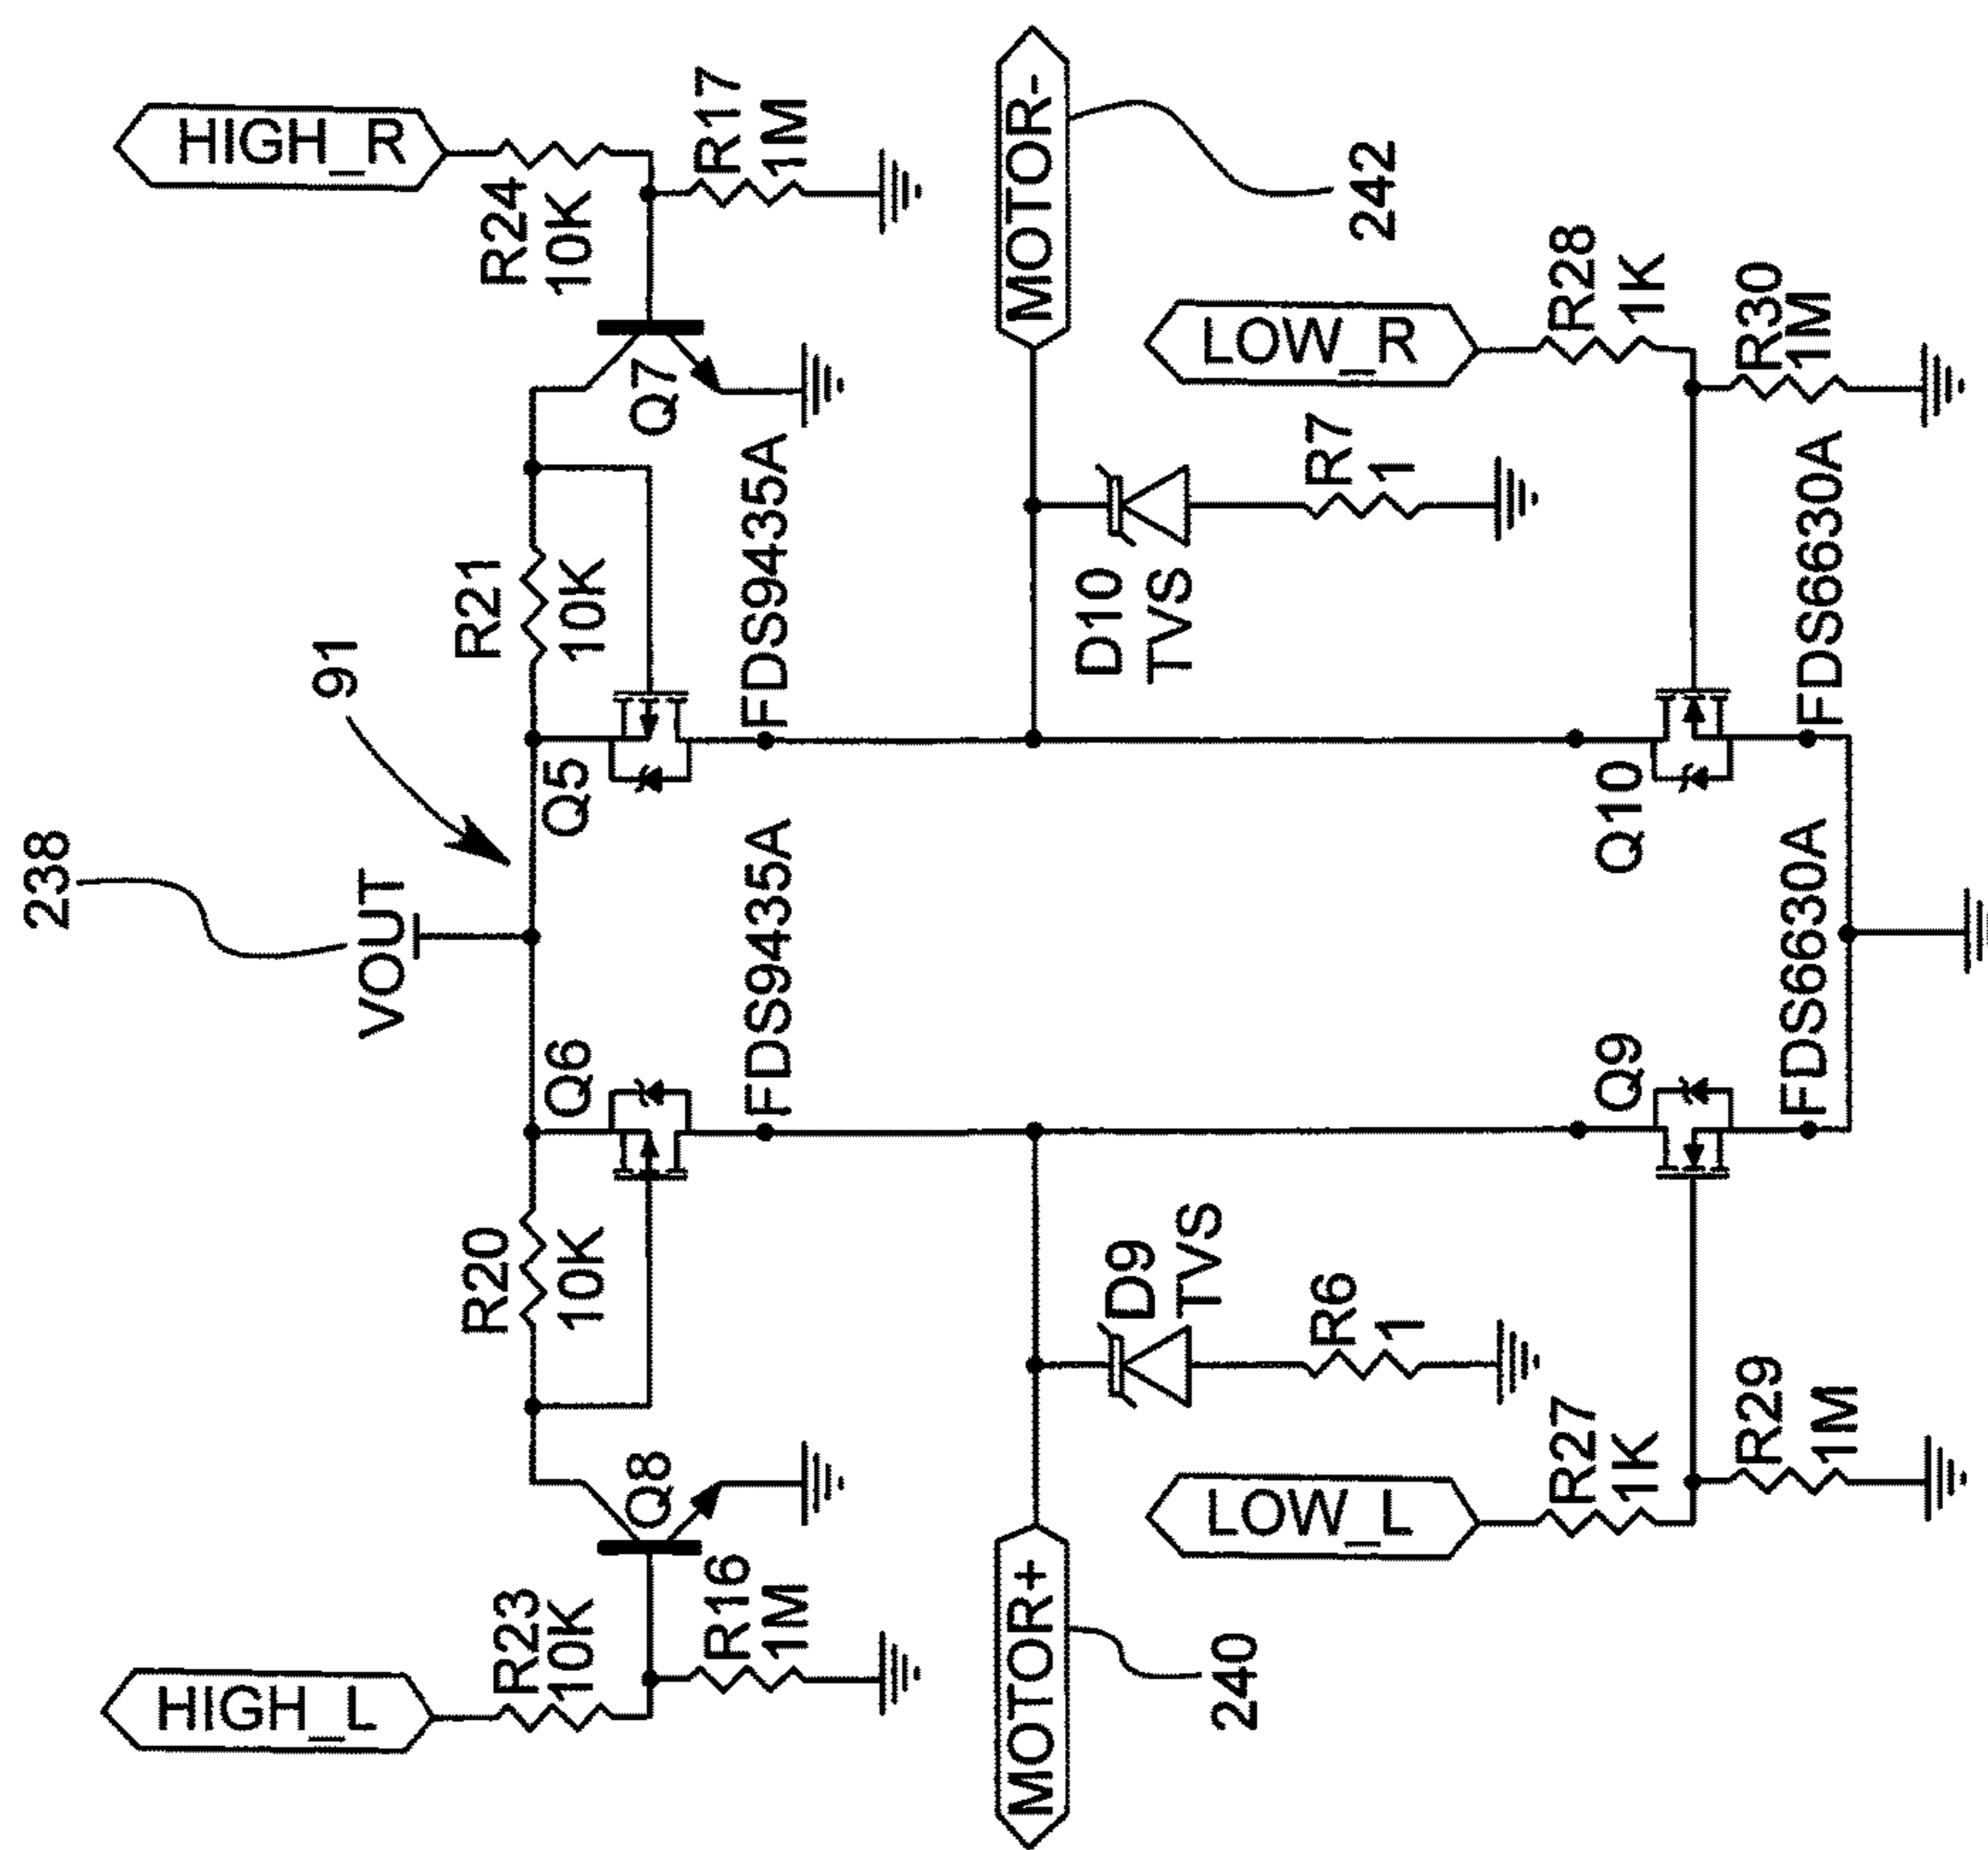 238
VOUT
91
HIGH_L
R23
10K
R16
1M
Q8
R20
10K
Q6
FDS9435A
Q5
FDS9435A
R21
10K
Q7
HIGH_R
R24
10K
R17
1M
MOTOR+
240
D9
TVS
R6
1
MOTOR-
242
D10
TVS
R7
1
LOW_L
R27
1K
R29
1M
Q9
FDS6630A
Q10
FDS6630A
LOW_R
R28
1K
R30
1M